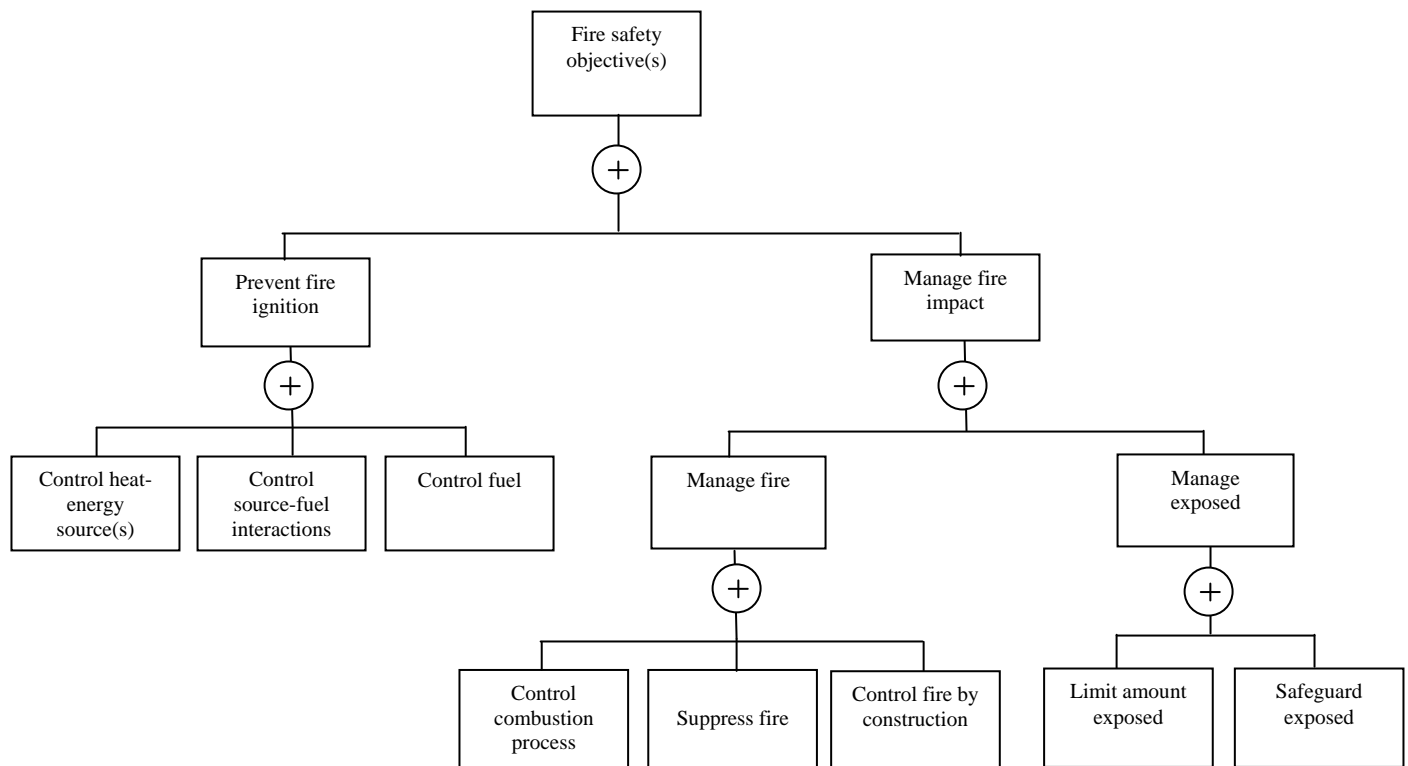 Fire safety
objective(s)
+
Prevent fire
ignition
Manage fire
impact
+
+
Control heat-
energy
source(s)
Control
source-fuel
interactions
Control fuel
Manage fire
Manage
exposed
+
+
Control
combustion
process
Suppress fire
Control fire by
construction
Limit amount
exposed
Safeguard
exposed